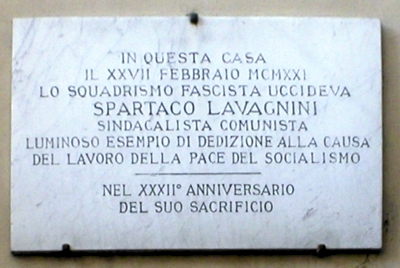 IN QUESTA CASA
IL XXVII FEBBRAIO MCMXXI
LO SQUADRISMO FASCISTA UCCIDEVA
SPARTACO LAVAGNINI
SINDACALISTA COMUNISTA
LUMINOSO ESEMPIO DI DEDIZIONE ALLA CAUSA
DEL LAVORO DELLA PACE DEL SOCIALISMO
NEL XXXII° ANNIVERSARIO
DEL SUO SACRIFICIO